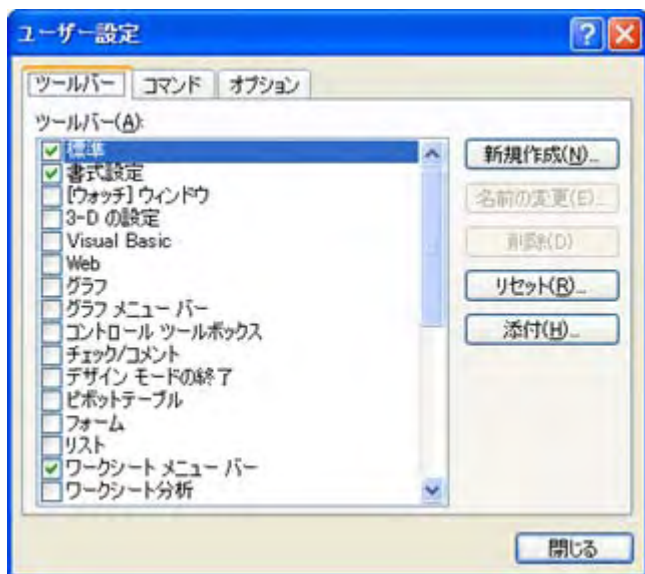 ユーザー設定
ツールバー コマンド オプション
ツールバー(A):
標準
書式設定
[ウォッチ] ウィンドウ
3-D の設定
Visual Basic
Web
グラフ
グラフ メニュー バー
コントロール ツールボックス
チェック/コメント
デザイン モードの終了
ピボットテーブル
フォーム
リスト
ワークシート メニュー バー
ワークシート分析
新規作成(N)...
名前の変更(E)...
削除(D)
リセット(R)...
添付(H)...
閉じる